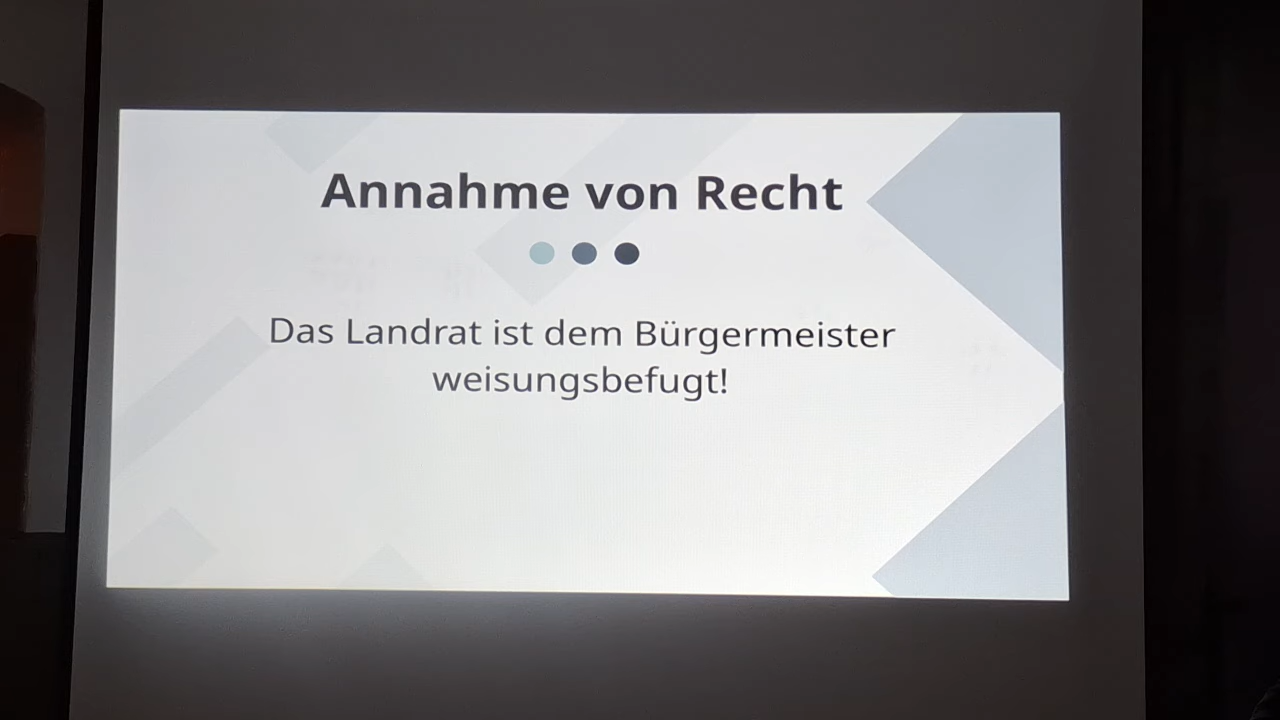 Annahme von Recht
Das Landrat ist dem Bürgermeister
weisungsbefugt!